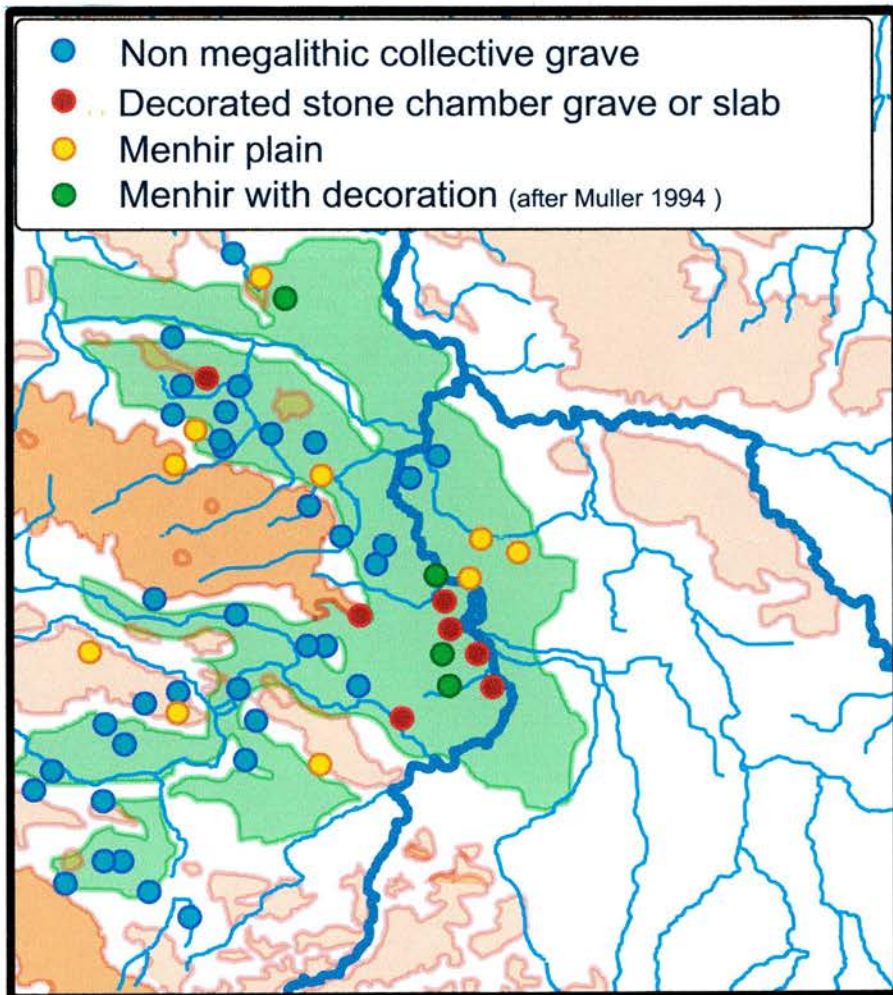 Non megalithic collective grave
Decorated stone chamber grave or slab
Menhir plain
Menhir with decoration (after Muller 1994 )